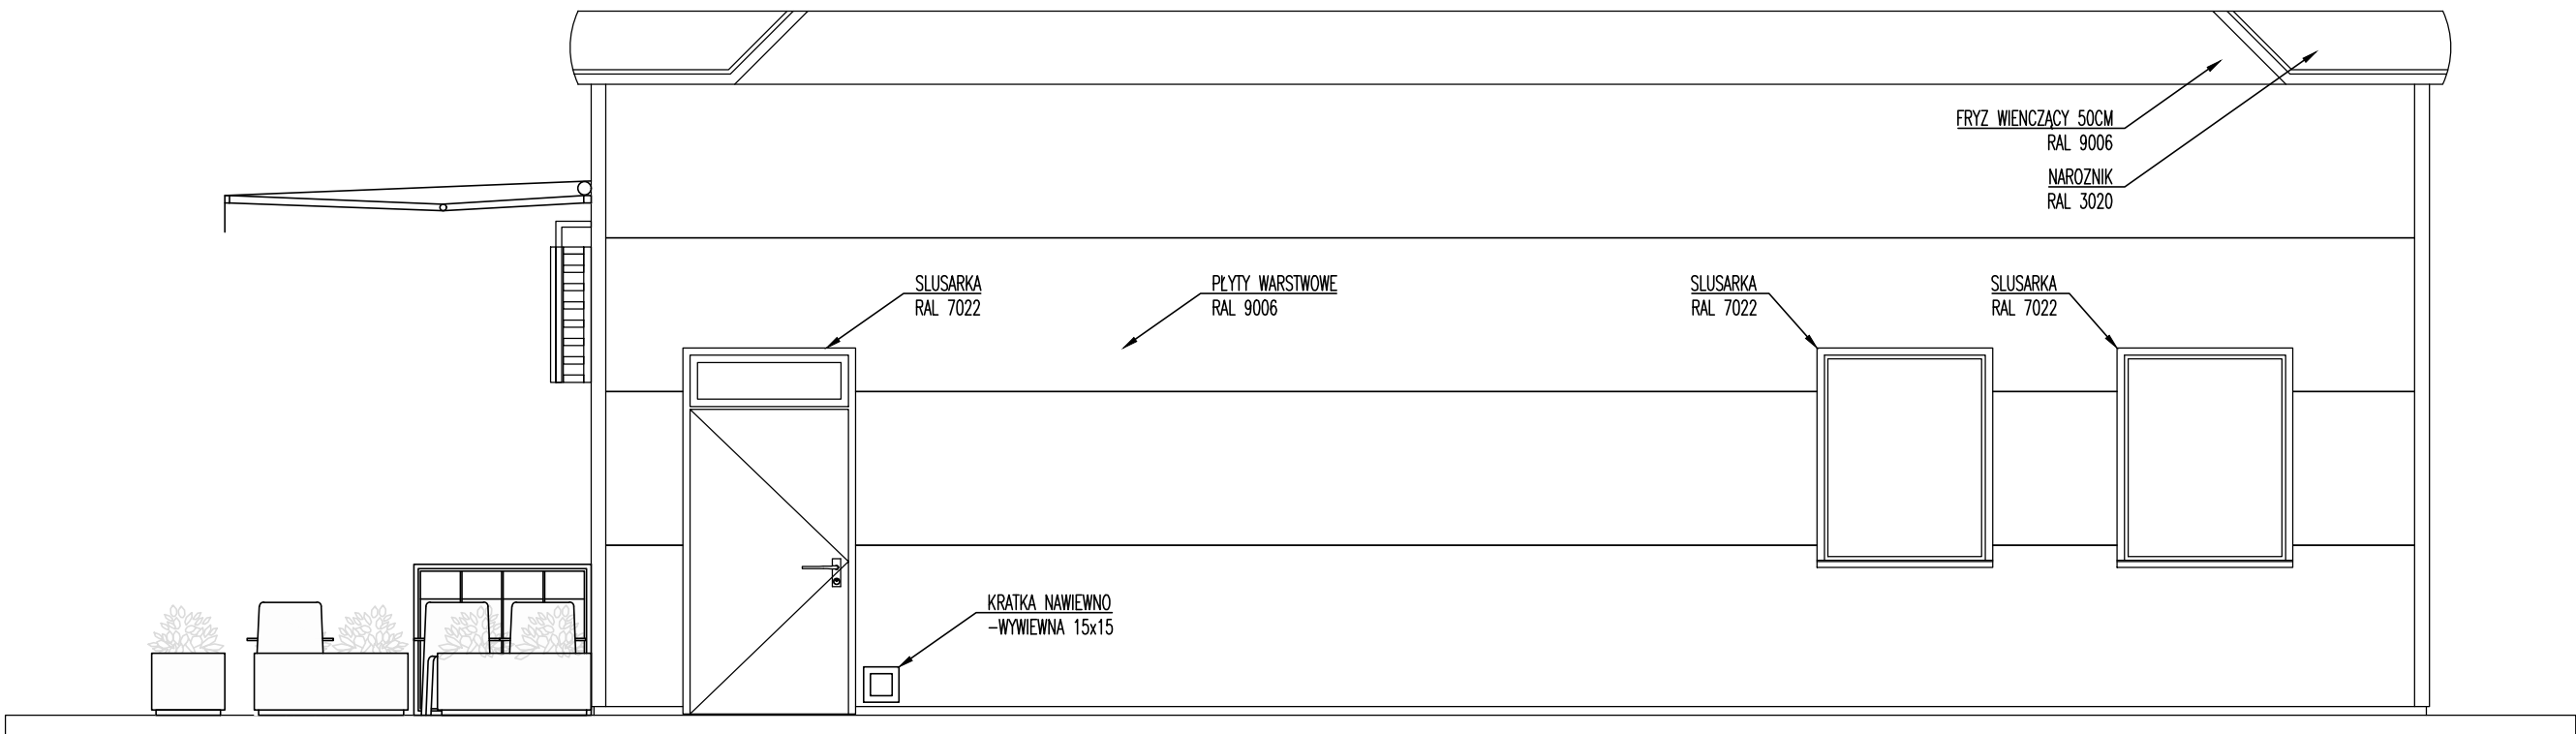 FRYZ WIENCZĄCY 50CM
RAL 9006
NAROZNIK
RAL 3020
SLUSARKA
RAL 7022
PŁYTY WARSTWOWE
RAL 9006
SLUSARKA
RAL 7022
SLUSARKA
RAL 7022
KRATKA NAWIEWNO
-WYWIEWNA 15x15